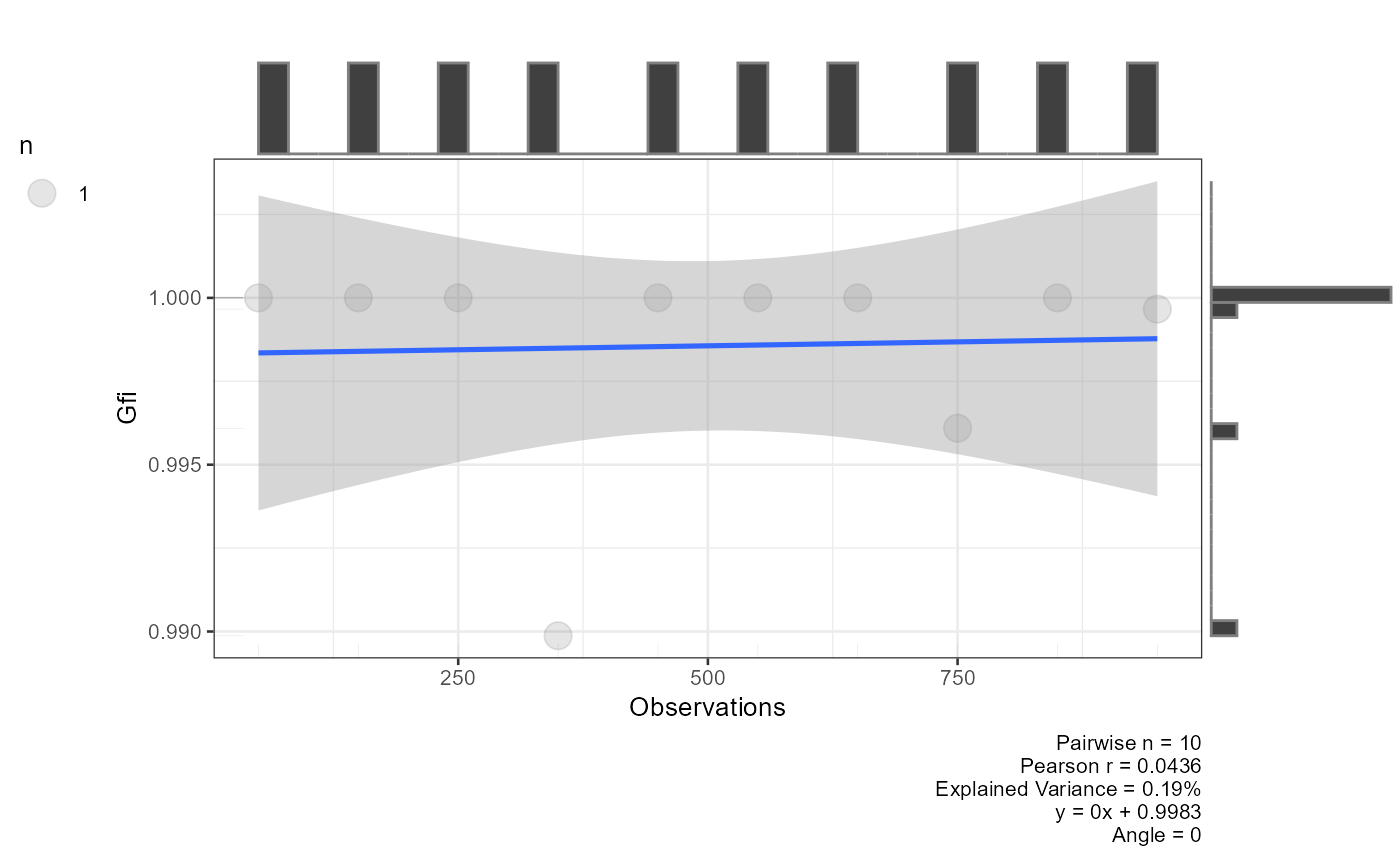 n
1
1.000
0.995
0.990
Gfi
250
500
750
Observations
Pairwise n = 10
Pearson r = 0.0436
Explained Variance = 0.19%
y = 0x + 0.9983
Angle = 0